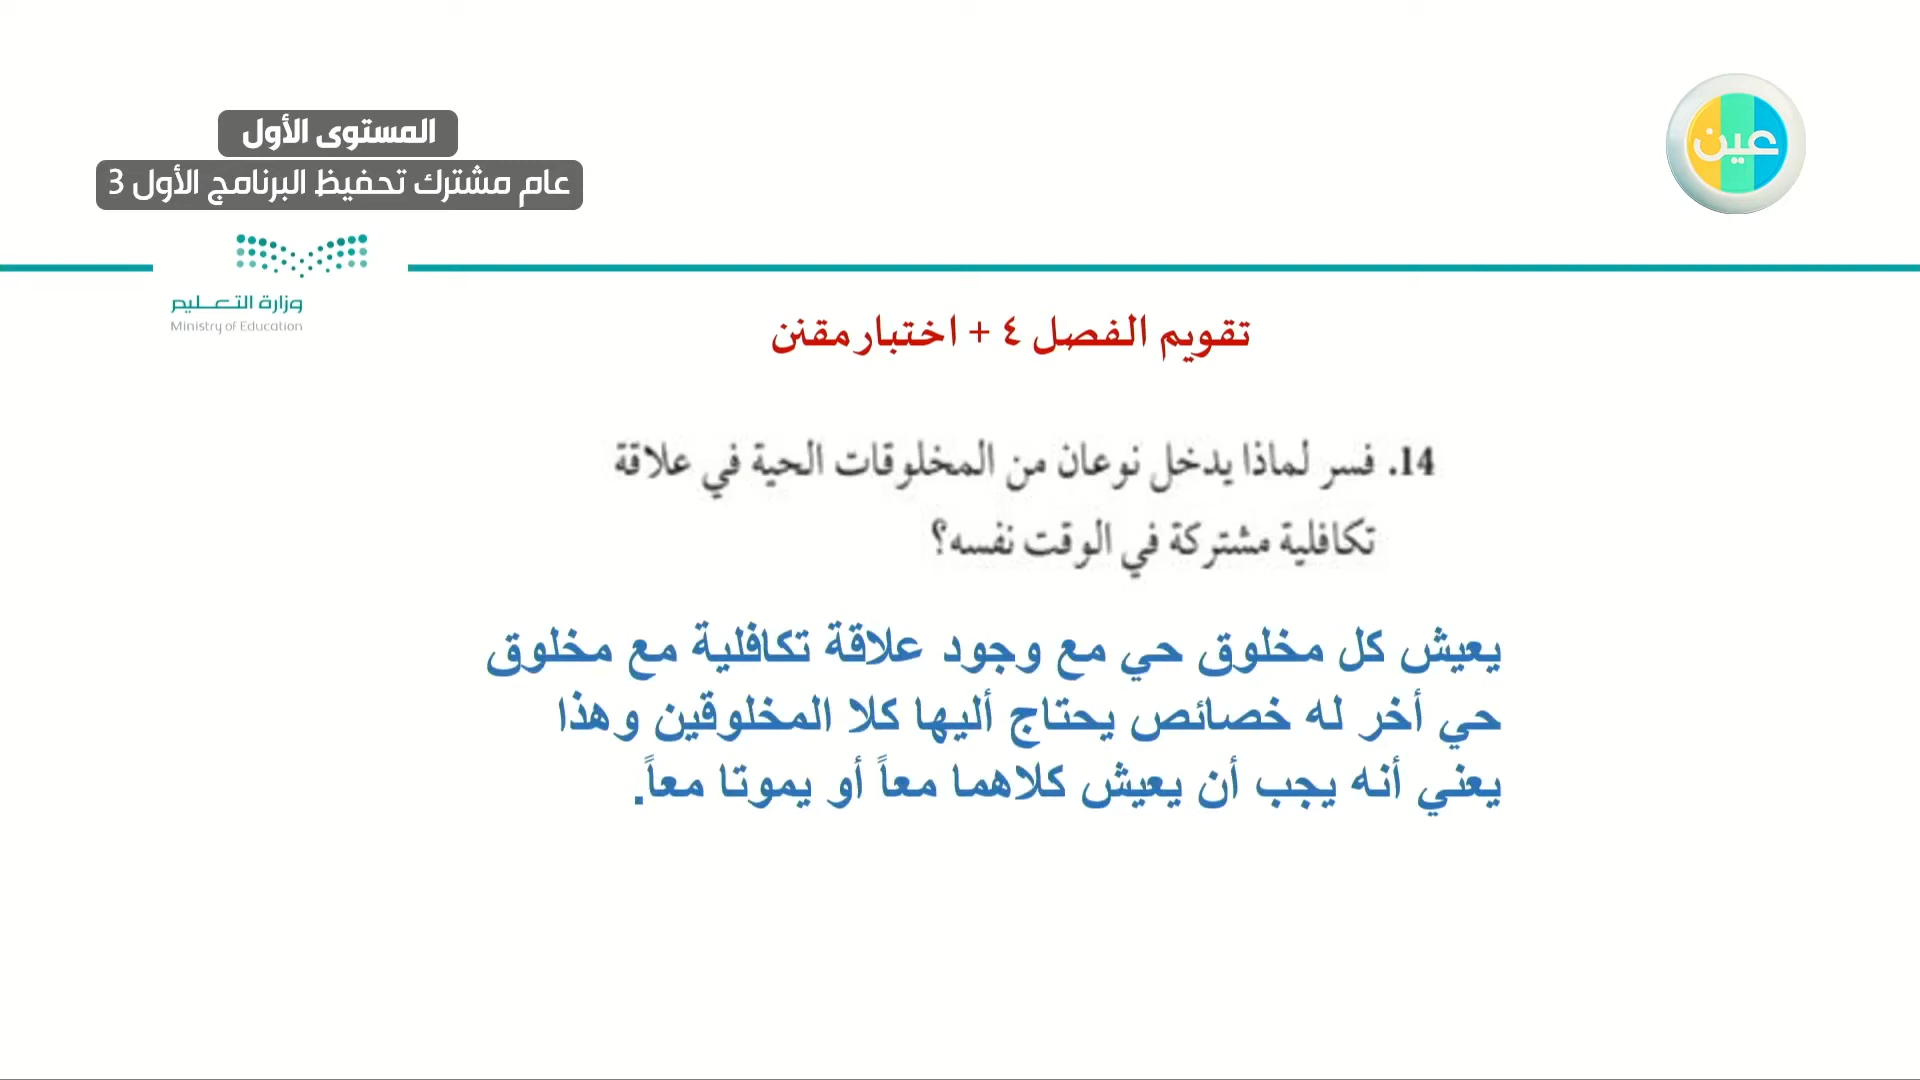 المستوى الأول
عام مشترك تحفيظ البرنامج الأول 3
عين
وزارة التعليم
Ministry of Education
تقويم الفصل ٤ + اختبار مقنن
14. فسر لماذا يدخل نوعان من المخلوقات الحية في علاقة
تكافلية مشتركة في الوقت نفسه؟
يعيش كل مخلوق حي مع وجود علاقة تكافلية مع مخلوق
حي أخر له خصائص يحتاج أليها كلا المخلوقين وهذا
يعني أنه يجب أن يعيش كلاهما معاً أو يموتا معاً.